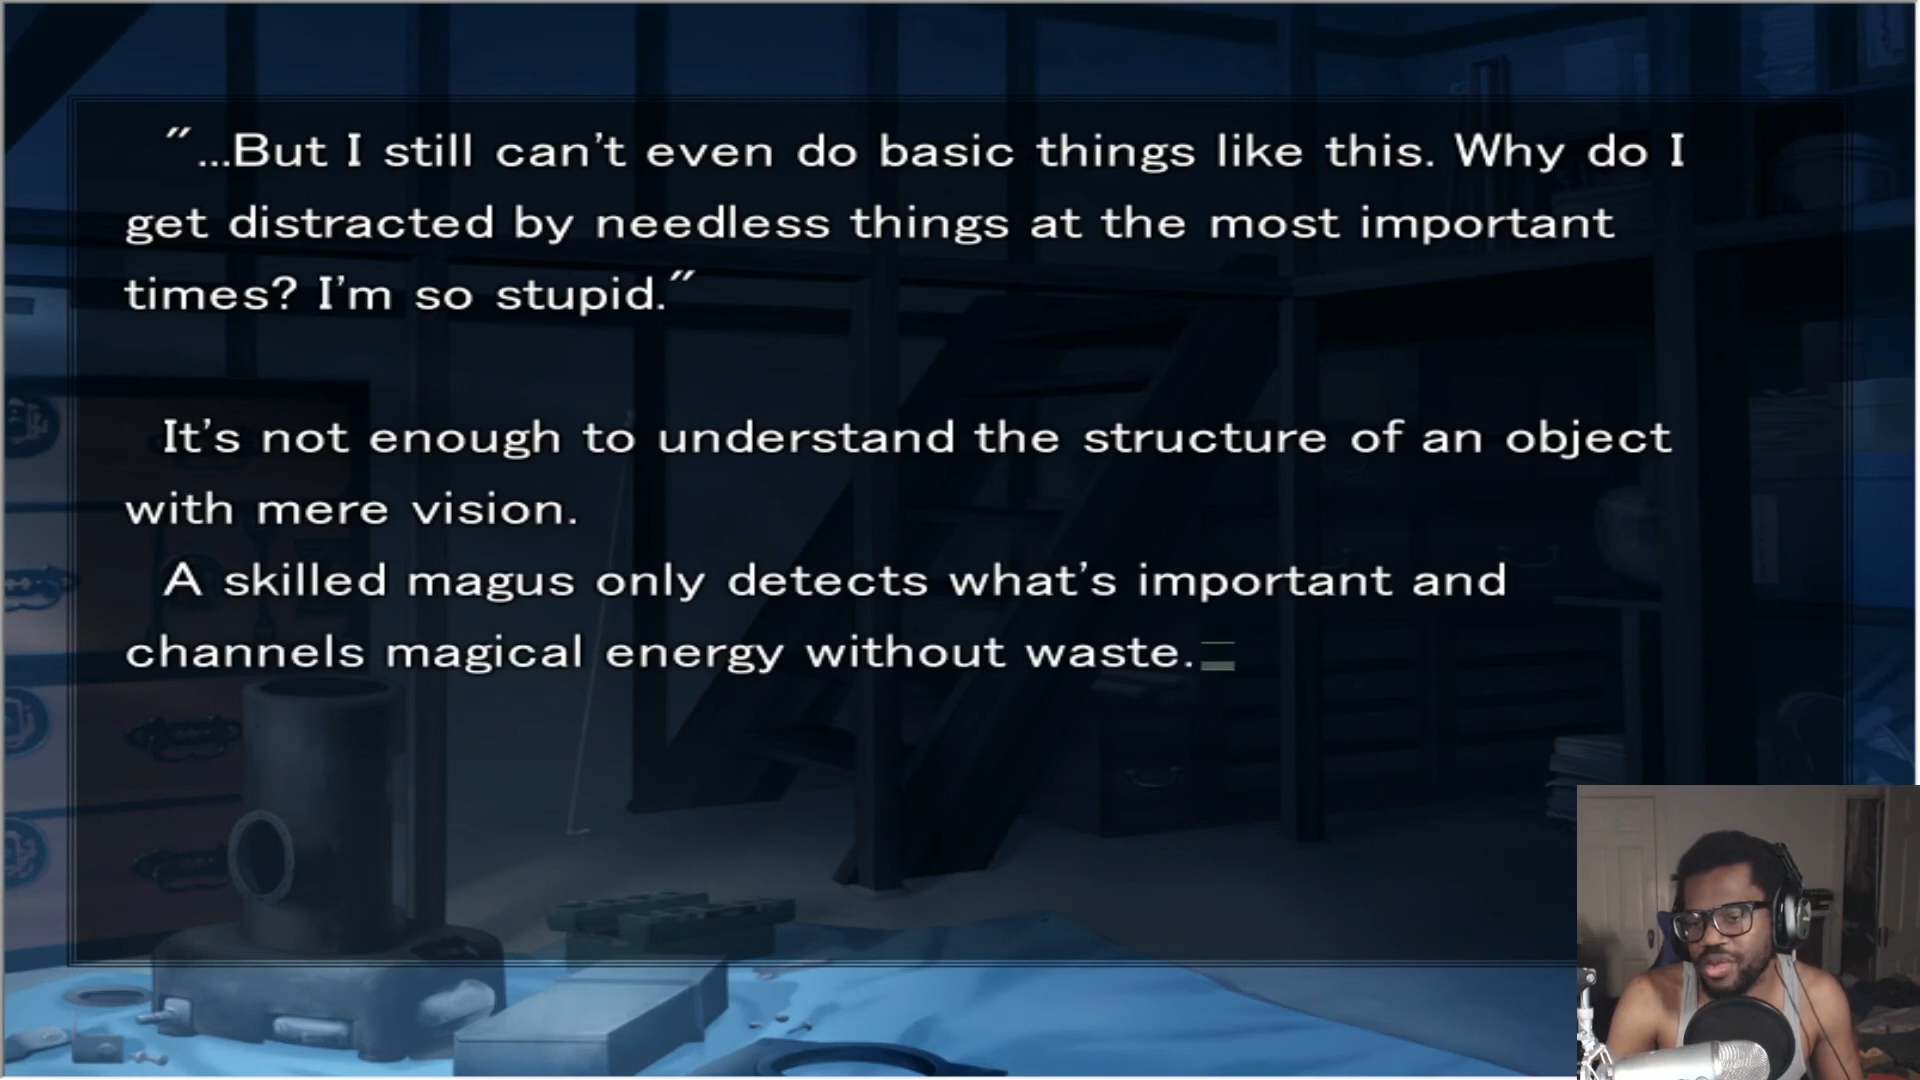 "...But I still can't even do basic things like this. Why do I
get distracted by needless things at the most important
times? I'm so stupid."
It's not enough to understand the structure of an object
with mere vision.
A skilled magus only detects what's important and
channels magical energy without waste.